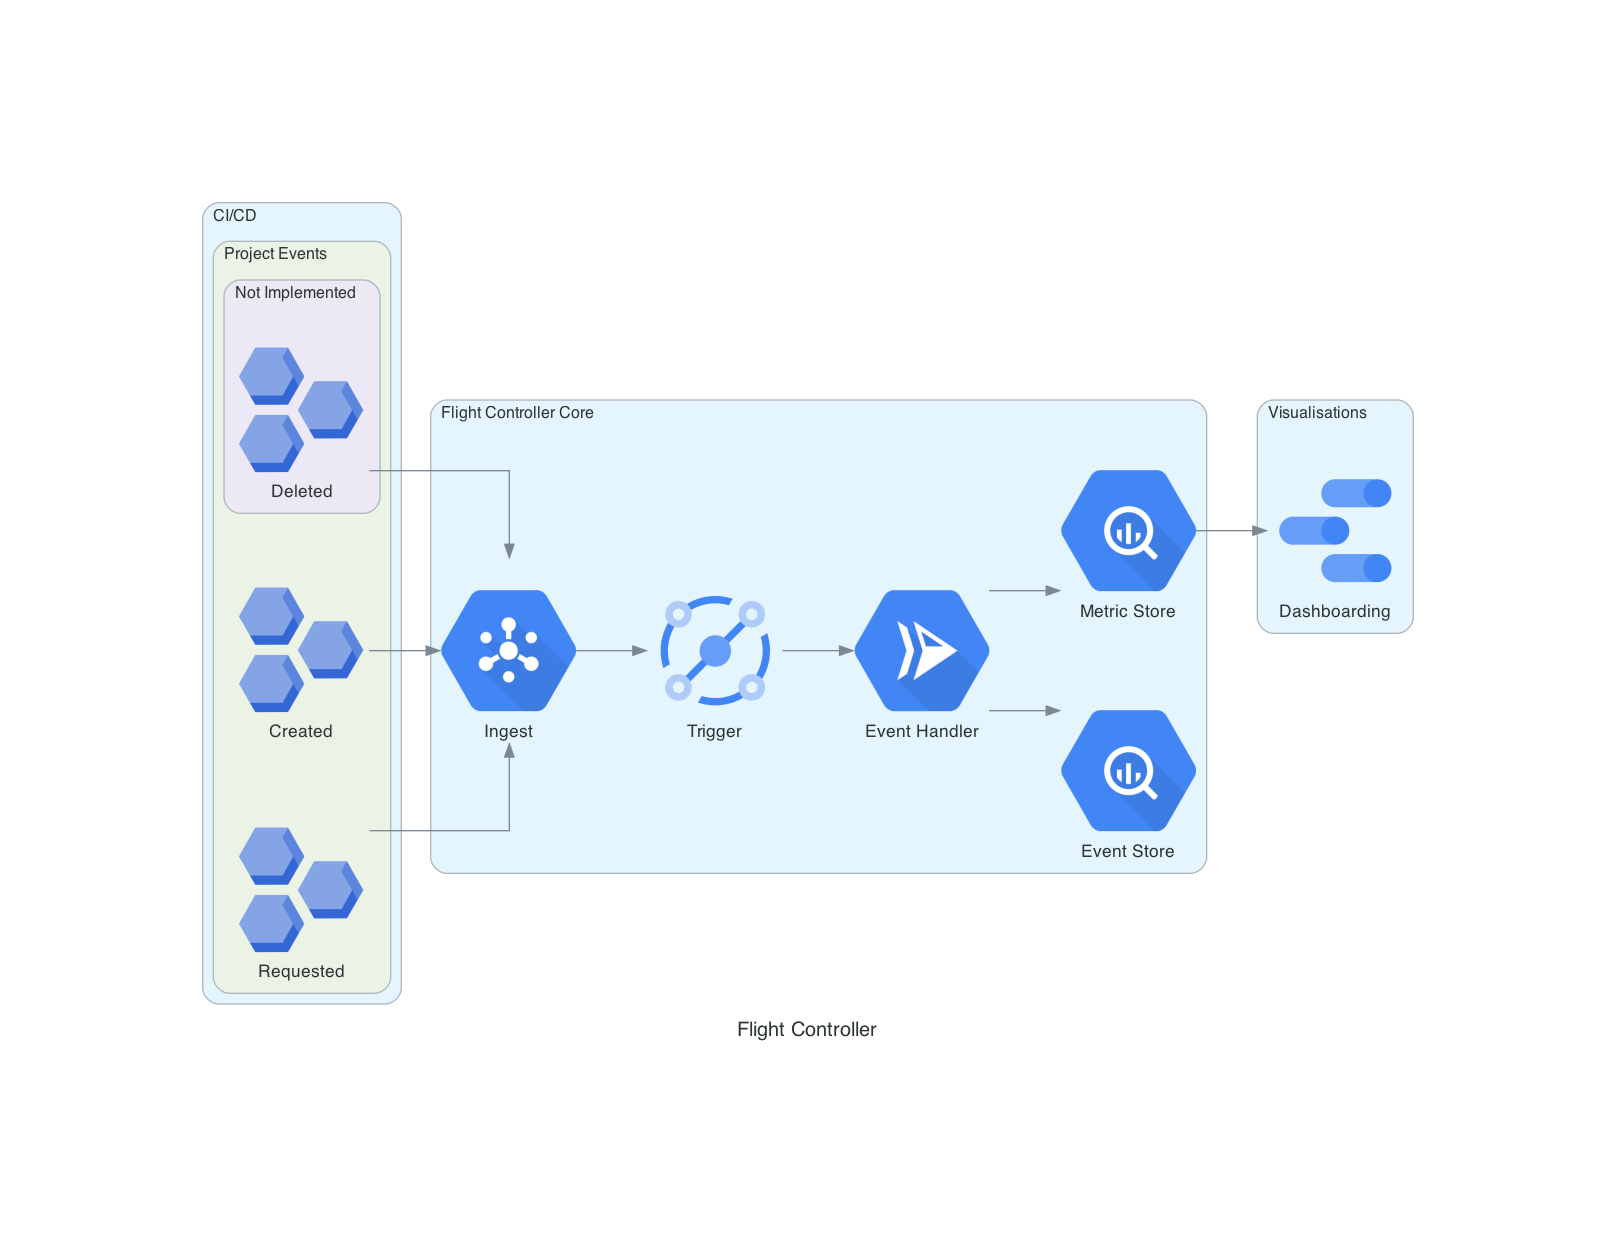 CI/CD
Project Events
Not Implemented
Deleted
Created
Requested
Flight Controller Core
Ingest
Trigger
Event Handler
Metric Store
Event Store
Visualisations
Dashboarding
Flight Controller